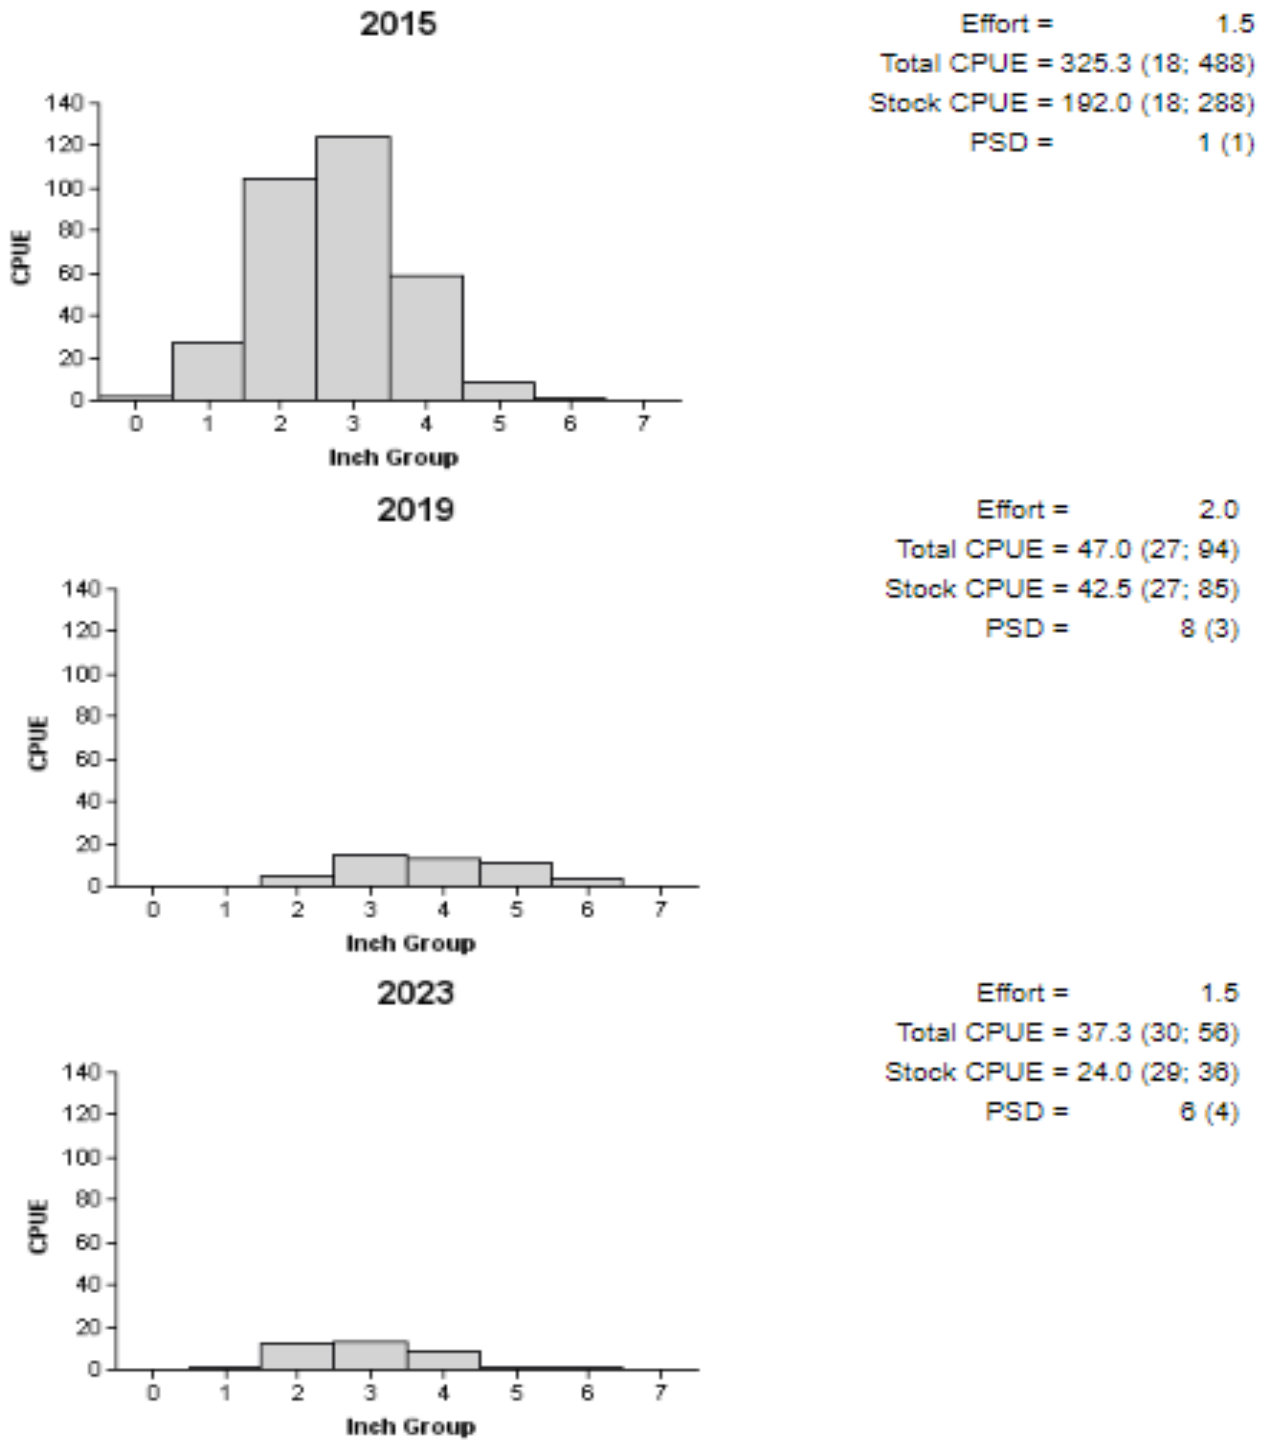 2015
Effort = 1.5
Total CPUE = 325.3 (18; 488)
Stock CPUE = 192.0 (18; 288)
PSD = 1 (1)
140
120
100
80
60
40
20
0
CPUE
0 1 2 3 4 5 6 7
Inch Group
2019
Effort = 2.0
Total CPUE = 47.0 (27; 94)
Stock CPUE = 42.5 (27; 85)
PSD = 8 (3)
140
120
100
80
60
40
20
0
CPUE
0 1 2 3 4 5 6 7
Inch Group
2023
Effort = 1.5
Total CPUE = 37.3 (30; 56)
Stock CPUE = 24.0 (29; 36)
PSD = 6 (4)
140
120
100
80
60
40
20
0
CPUE
0 1 2 3 4 5 6 7
Inch Group